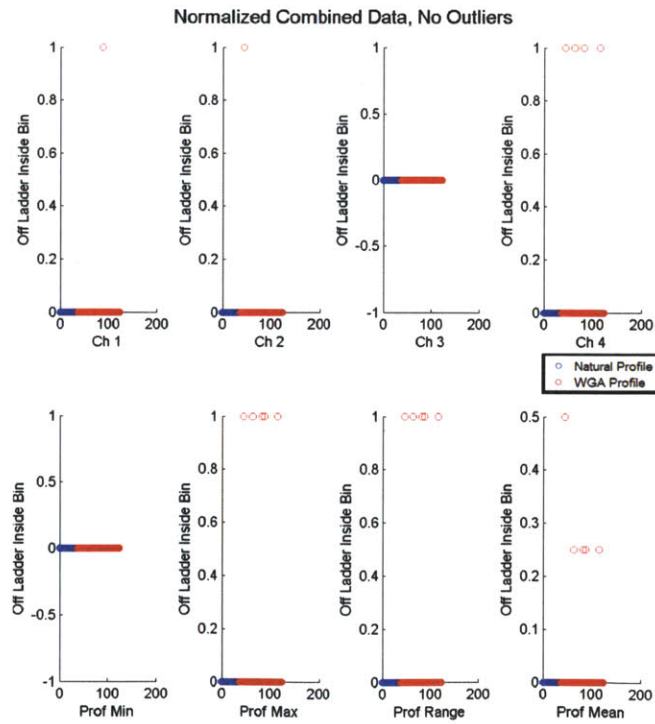 Normalized Combined Data, No Outliers
Off Ladder Inside Bin
1
0.8
0.6
0.4
0.2
0
0 100 200
Ch 1
Off Ladder Inside Bin
1
0.8
0.6
0.4
0.2
0
0 100 200
Ch 2
Off Ladder Inside Bin
1
0.5
0
-0.5
-1
0 100 200
Ch 3
Off Ladder Inside Bin
1
0.8
0.6
0.4
0.2
0
0 100 200
Ch 4
Natural Profile
WGA Profile
Off Ladder Inside Bin
1
0.5
0
-0.5
-1
0 100 200
Prof Min
Off Ladder Inside Bin
1
0.8
0.6
0.4
0.2
0
0 100 200
Prof Max
Off Ladder Inside Bin
1
0.8
0.6
0.4
0.2
0
0 100 200
Prof Range
Off Ladder Inside Bin
0.5
0.4
0.3
0.2
0.1
0
0 100 200
Prof Mean